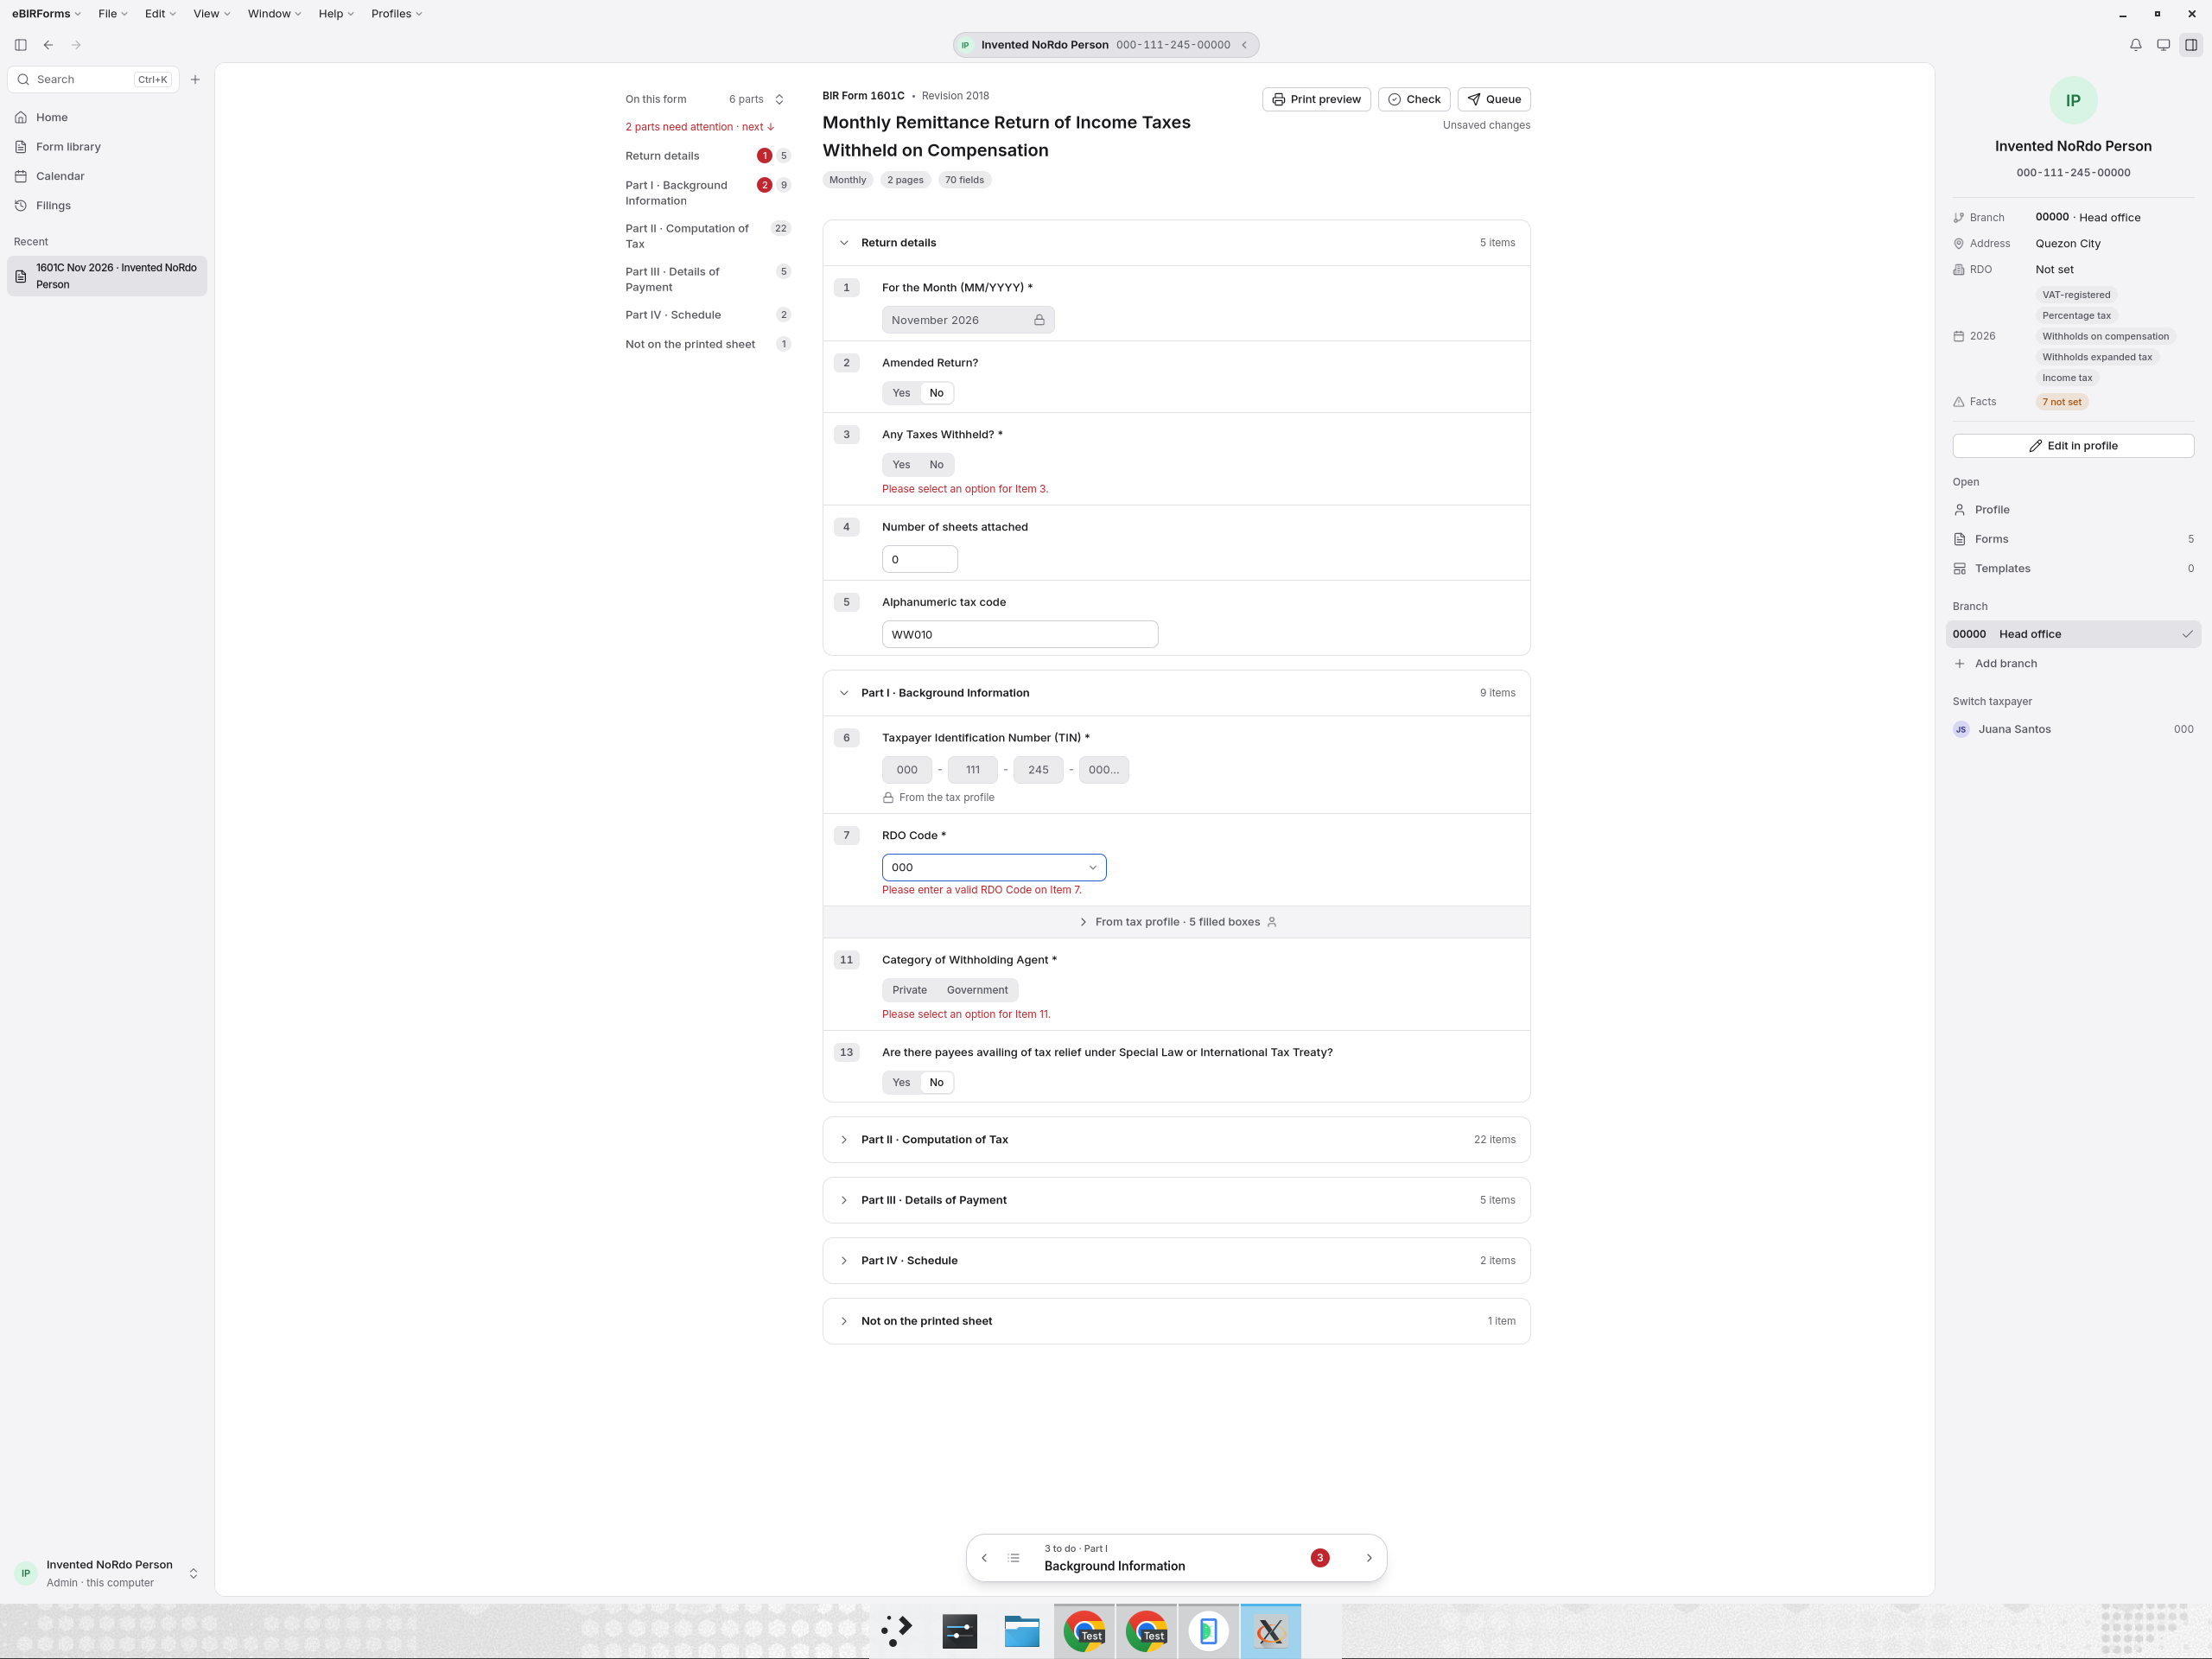 eBIRForms File Edit View Window Help Profiles
IP Invented NoRdo Person 000-111-245-00000
Search Ctrl+K
Home
Form library
Calendar
Filings
Recent
1601C Nov 2026 · Invented NoRdo
Person
On this form 6 parts
2 parts need attention · next ↓
Return details 1 5
Part I · Background
Information 2 9
Part II · Computation of
Tax 22
Part III · Details of
Payment 5
Part IV · Schedule 2
Not on the printed sheet 1
BIR Form 1601C • Revision 2018
Monthly Remittance Return of Income Taxes
Withheld on Compensation
Print preview Check Queue
Unsaved changes
Monthly 2 pages 70 fields
Return details 5 items
1 For the Month (MM/YYYY) *
November 2026
2 Amended Return?
Yes No
3 Any Taxes Withheld? *
Yes No
Please select an option for Item 3.
4 Number of sheets attached
0
5 Alphanumeric tax code
WW010
Part I · Background Information 9 items
6 Taxpayer Identification Number (TIN) *
000 - 111 - 245 - 000...
From the tax profile
7 RDO Code *
000
Please enter a valid RDO Code on Item 7.
From tax profile · 5 filled boxes
11 Category of Withholding Agent *
Private Government
Please select an option for Item 11.
13 Are there payees availing of tax relief under Special Law or International Tax Treaty?
Yes No
Part II · Computation of Tax 22 items
Part III · Details of Payment 5 items
Part IV · Schedule 2 items
Not on the printed sheet 1 item
3 to do · Part I
Background Information 3
IP
Invented NoRdo Person
000-111-245-00000
Branch 00000 · Head office
Address Quezon City
RDO Not set
2026 VAT-registered
Percentage tax
Withholds on compensation
Withholds expanded tax
Income tax
Facts 7 not set
Edit in profile
Open
Profile
Forms 5
Templates 0
Branch
00000 Head office
Add branch
Switch taxpayer
JS Juana Santos 000
IP Invented NoRdo Person
Admin · this computer
Test Test